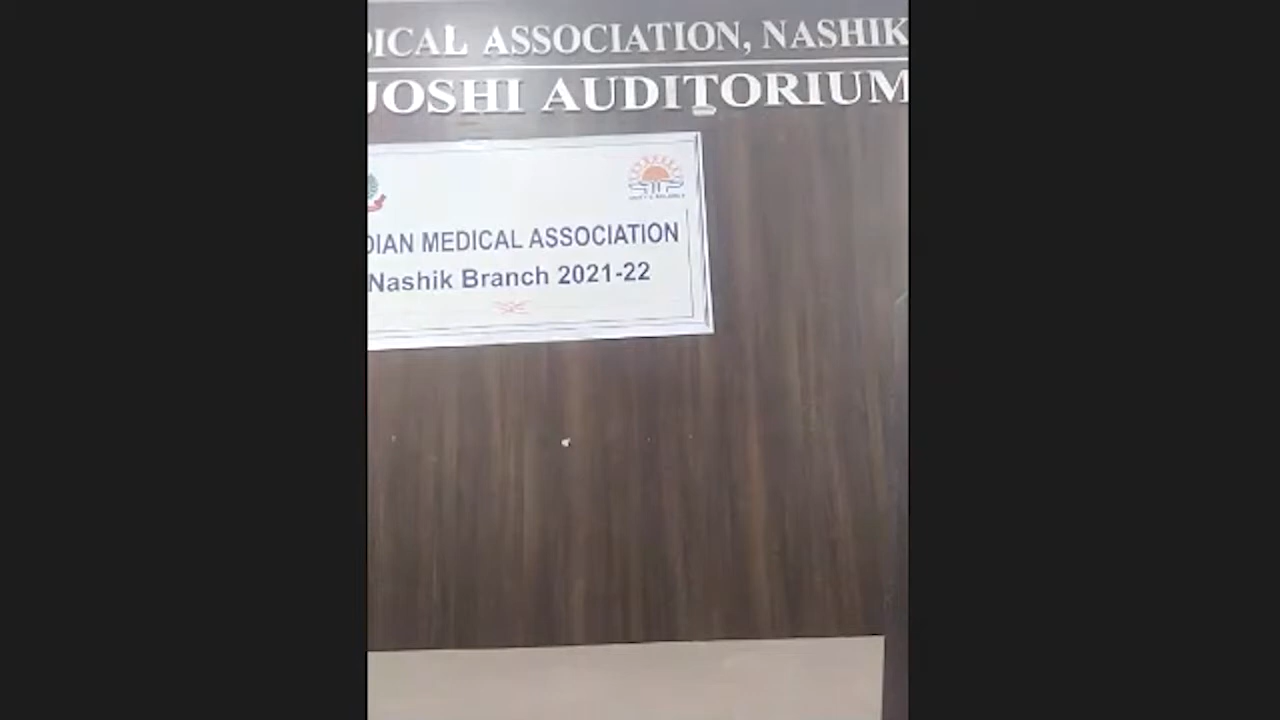 DICAL ASSOCIATION, NASHIK
JOSHI AUDITORIUM
DIAN MEDICAL ASSOCIATION
Nashik Branch 2021-22